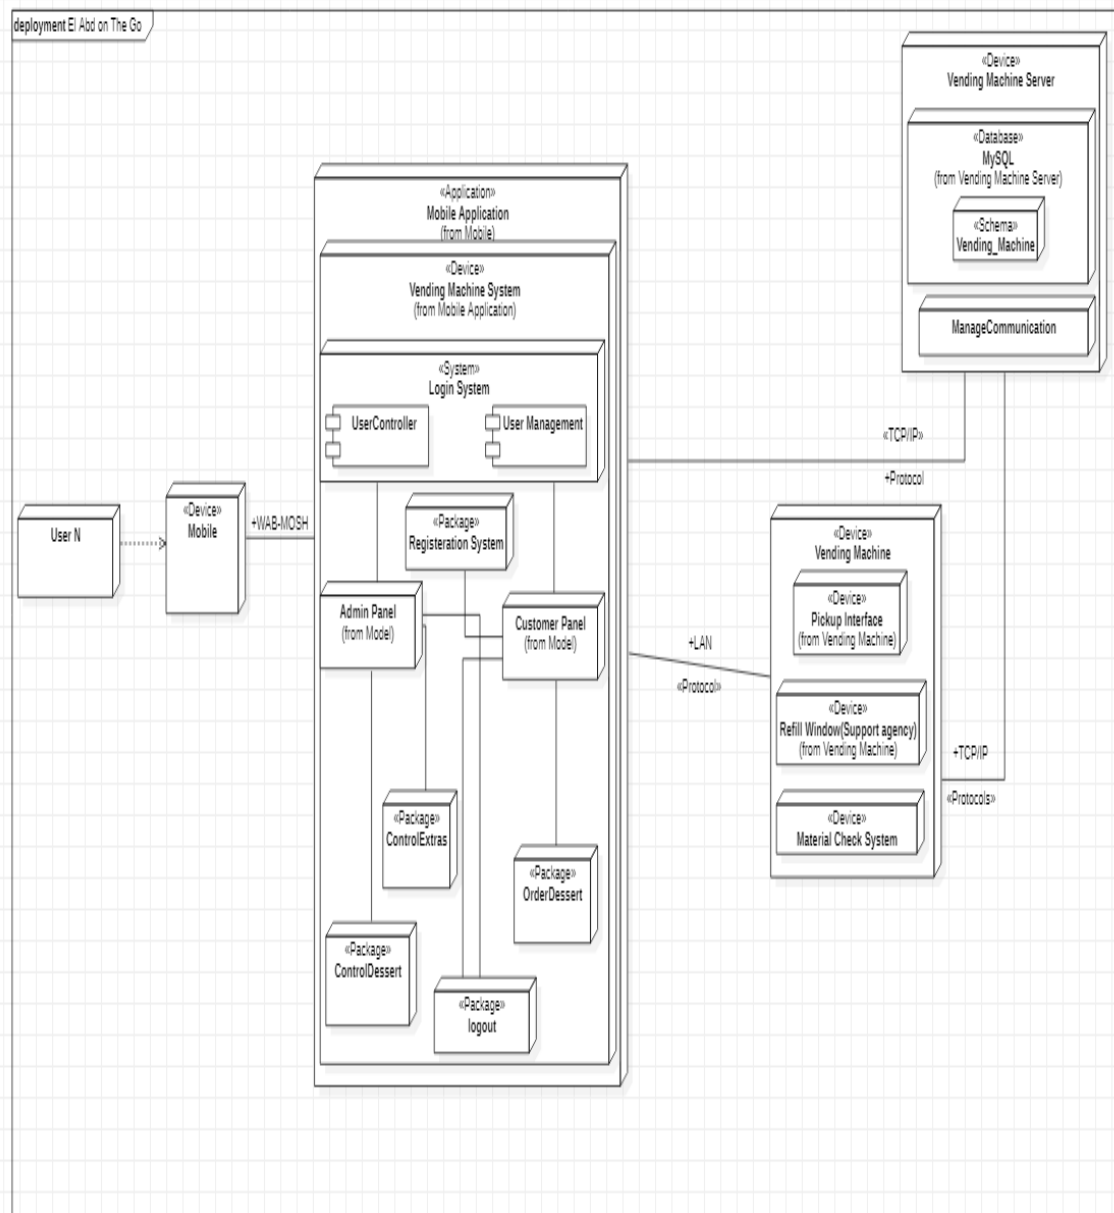 deployment El Abd on The Go
«Device»
Vending Machine Server
«Database»
MySQL
(from Vending Machine Server)
«Schema»
Vending_Machine
ManageCommunication
«Application»
Mobile Application
(from Mobile)
«Device»
Vending Machine System
(from Mobile Application)
«System»
Login System
UserController
User Management
«TCP/IP»
+Protocol
User N
«Device»
Mobile
+WAB-MOSH
«Package»
Registeration System
Admin Panel
(from Model)
Customer Panel
(from Model)
+LAN
«Protocol»
«Device»
Vending Machine
«Device»
Pickup Interface
(from Vending Machine)
«Device»
Refill Window(Support agency)
(from Vending Machine)
«Device»
Material Check System
+TCP/IP
«Protocols»
«Package»
ControlExtras
«Package»
OrderDessert
«Package»
ControlDessert
«Package»
logout